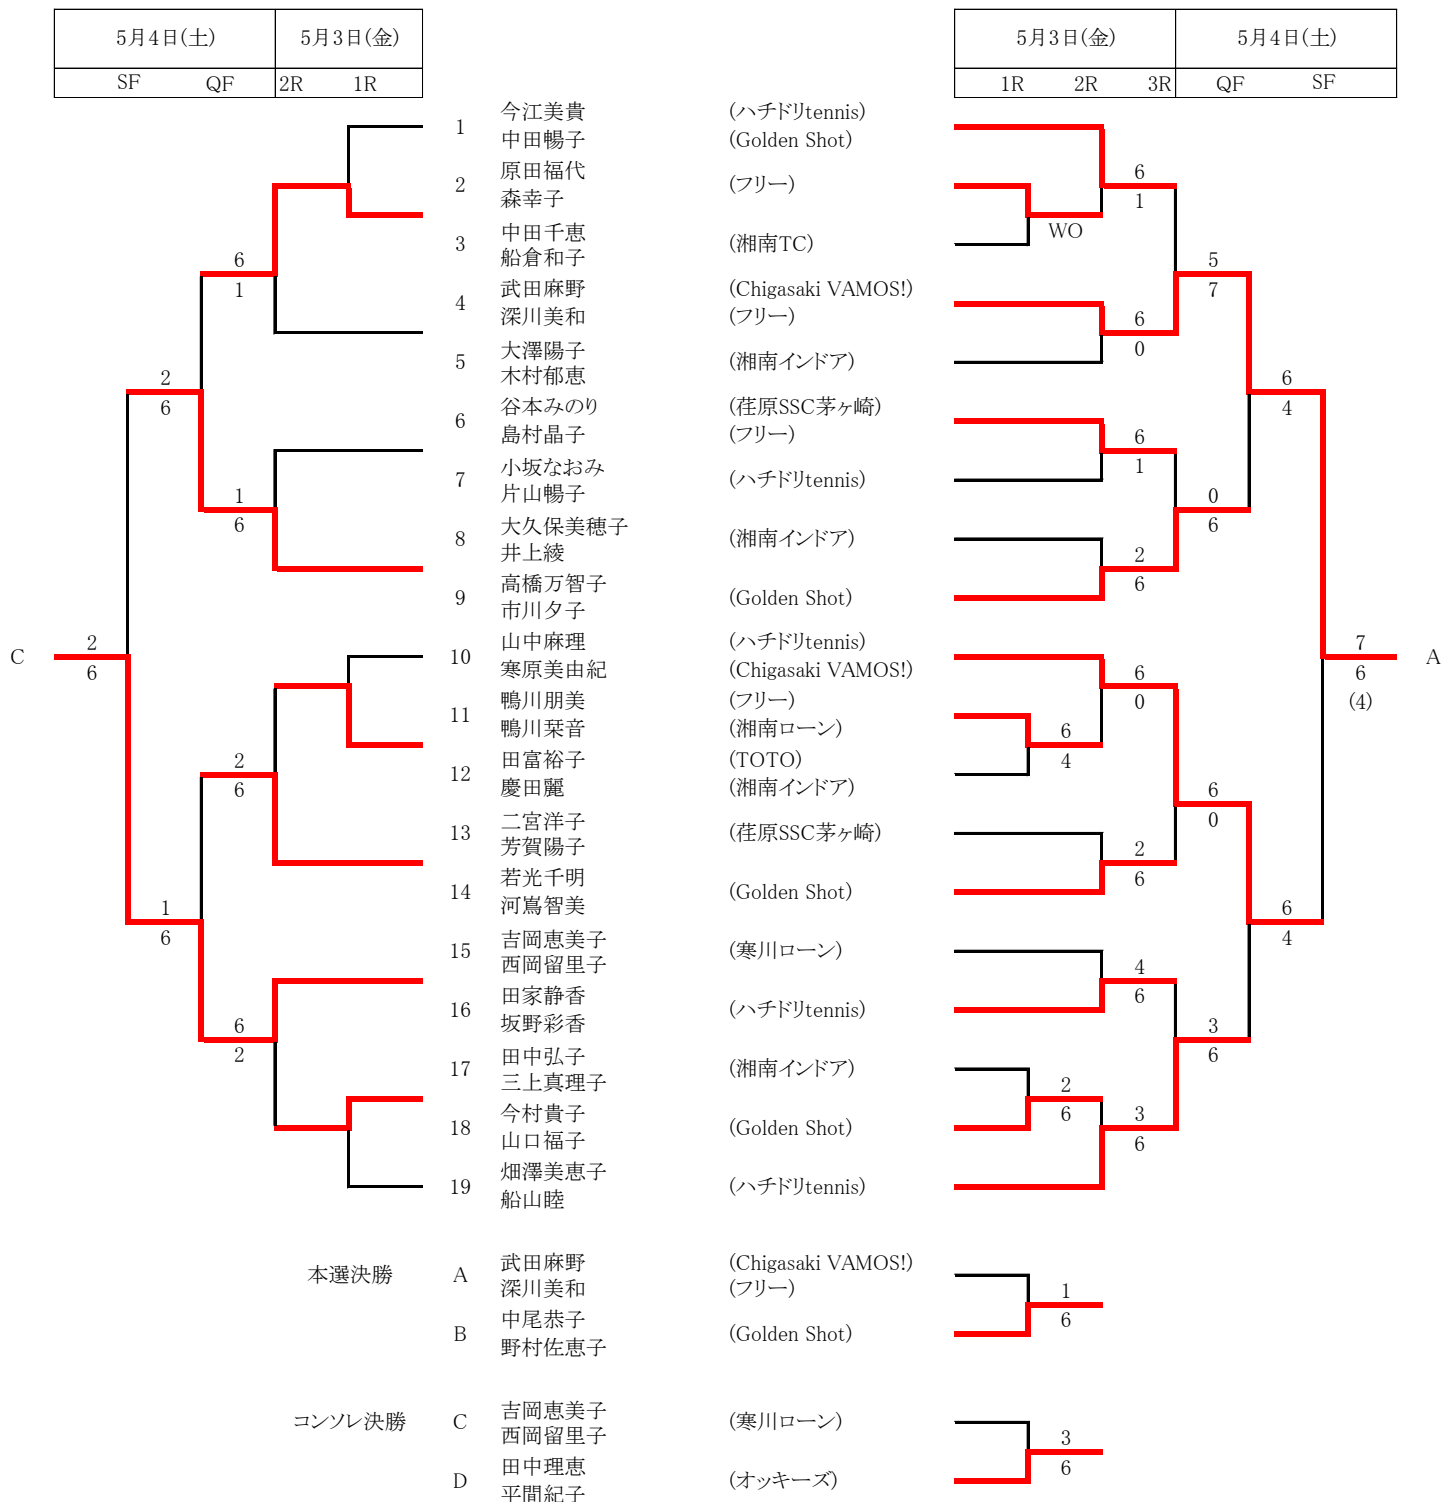 5月4日(土) 5月3日(金) 5月3日(金) 5月4日(土)
SF QF 2R 1R 1R 2R 3R QF SF
今江美貴 (ハチドリtennis)
1
中田暢子 (Golden Shot)
原田福代 6
2 (フリー)
森幸子 1
中田千恵 WO
3 (湘南TC)
船倉和子
6 5
1 7
武田麻野 (Chigasaki VAMOS!)
4
深川美和 (フリー) 6
大澤陽子 0
5 (湘南インドア)
木村郁恵
2 6
6 4
谷本みのり (荏原SSC茅ヶ崎)
6
島村晶子 (フリー) 6
小坂なおみ 1
7 (ハチドリtennis)
片山暢子
1 0
6 6
大久保美穂子
8 (湘南インドア)
井上綾 2
高橋万智子 6
9 (Golden Shot)
市川夕子
山中麻理 (ハチドリtennis)
2 7
C 10 A
6 6
寒原美由紀 (Chigasaki VAMOS!) 6
鴨川朋美 (フリー) 0 (4)
11
鴨川栞音 (湘南ローン) 6
田富裕子 (TOTO) 4
2
12
6
慶田麗 (湘南インドア)
6
0
二宮洋子
13 (荏原SSC茅ヶ崎)
芳賀陽子 2
若光千明 6
14 (Golden Shot)
河嶌智美
1 6
6 4
吉岡恵美子
15 (寒川ローン)
西岡留里子 4
田家静香 6
16 (ハチドリtennis)
坂野彩香
6 3
2 6
田中弘子
17 (湘南インドア)
三上真理子 2
今村貴子 6 3
18 (Golden Shot)
山口福子 6
畑澤美恵子
19 (ハチドリtennis)
船山睦
武田麻野 (Chigasaki VAMOS!)
本選決勝 A
深川美和 (フリー) 1
中尾恭子 6
B (Golden Shot)
野村佐恵子
吉岡恵美子
コンソレ決勝 C (寒川ローン)
西岡留里子 3
田中理恵 6
D (オッキーズ)
平間紀子